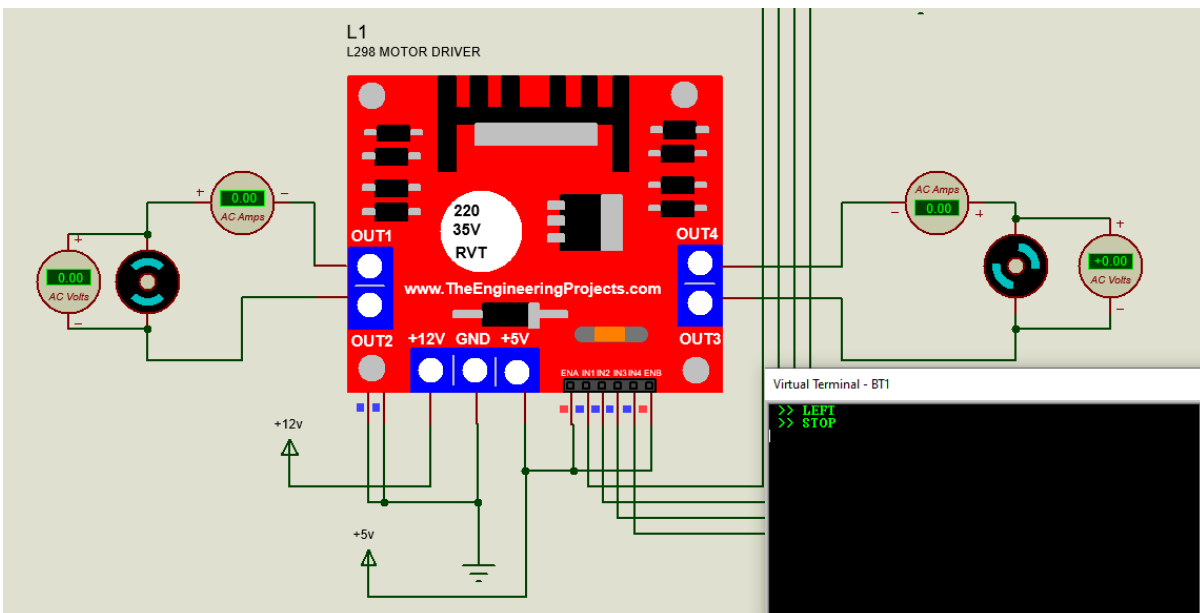 L1
L298 MOTOR DRIVER
+
0.00
AC Amps
−
+
0.00
AC Volts
−
220
35V
RVT
OUT1
OUT4
www.TheEngineeringProjects.com
OUT2
+12V GND +5V
OUT3
ENA IN1 IN2 IN3 IN4 ENB
AC Amps
0.00
−
+
+
+0.00
AC Volts
−
+12v
+5v
Virtual Terminal - BT1
>> LEFT
>> STOP